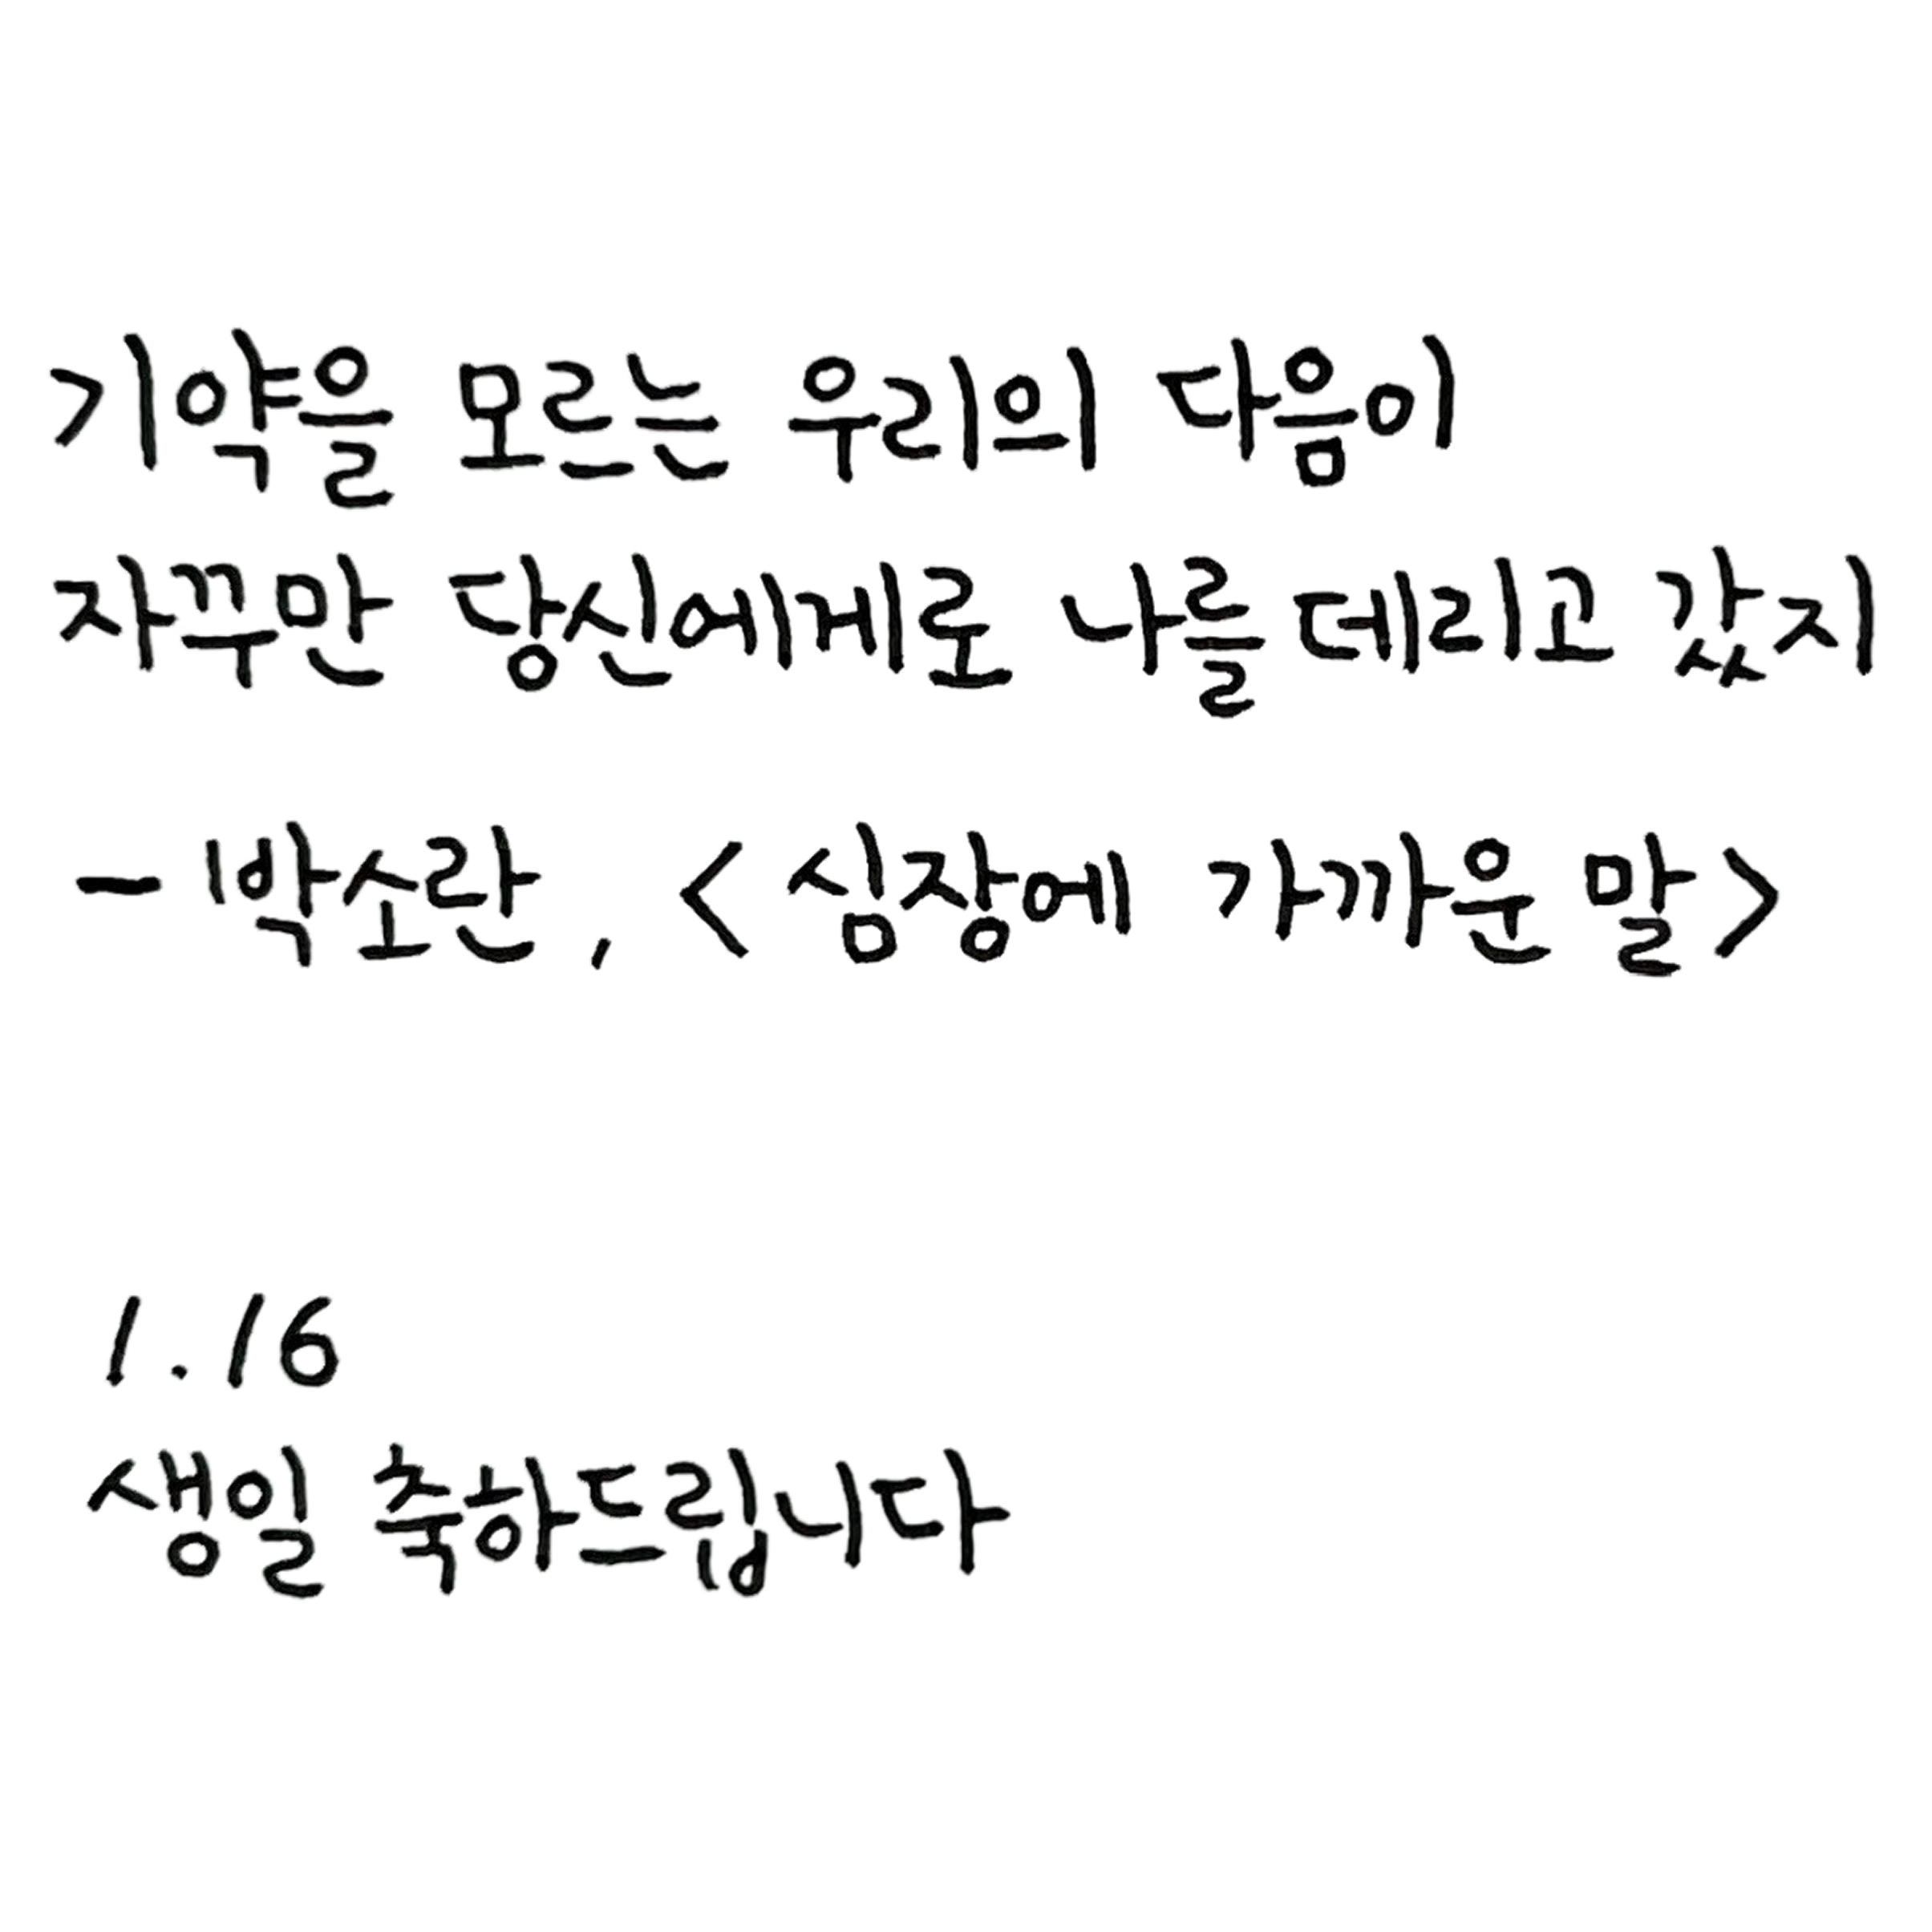 기약을 모르는 우리의 다음이
자꾸만 당신에게로 나를 데리고 갔지
- 박소란, <심장에 가까운 말>
1.16
생일 축하드립니다